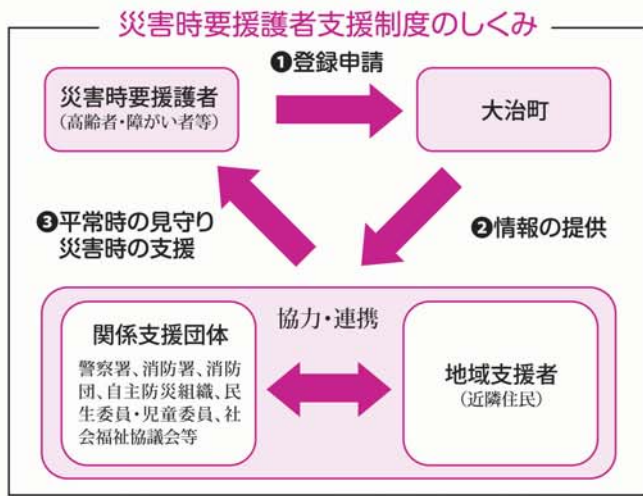 災害時要援護者支援制度のしくみ
❶登録申請
災害時要援護者
(高齢者・障がい者等)
大治町
❷情報の提供
❸平常時の見守り
災害時の支援
協力・連携
関係支援団体
警察署、消防署、消防
団、自主防災組織、民
生委員・児童委員、社
会福祉協議会等
地域支援者
(近隣住民)